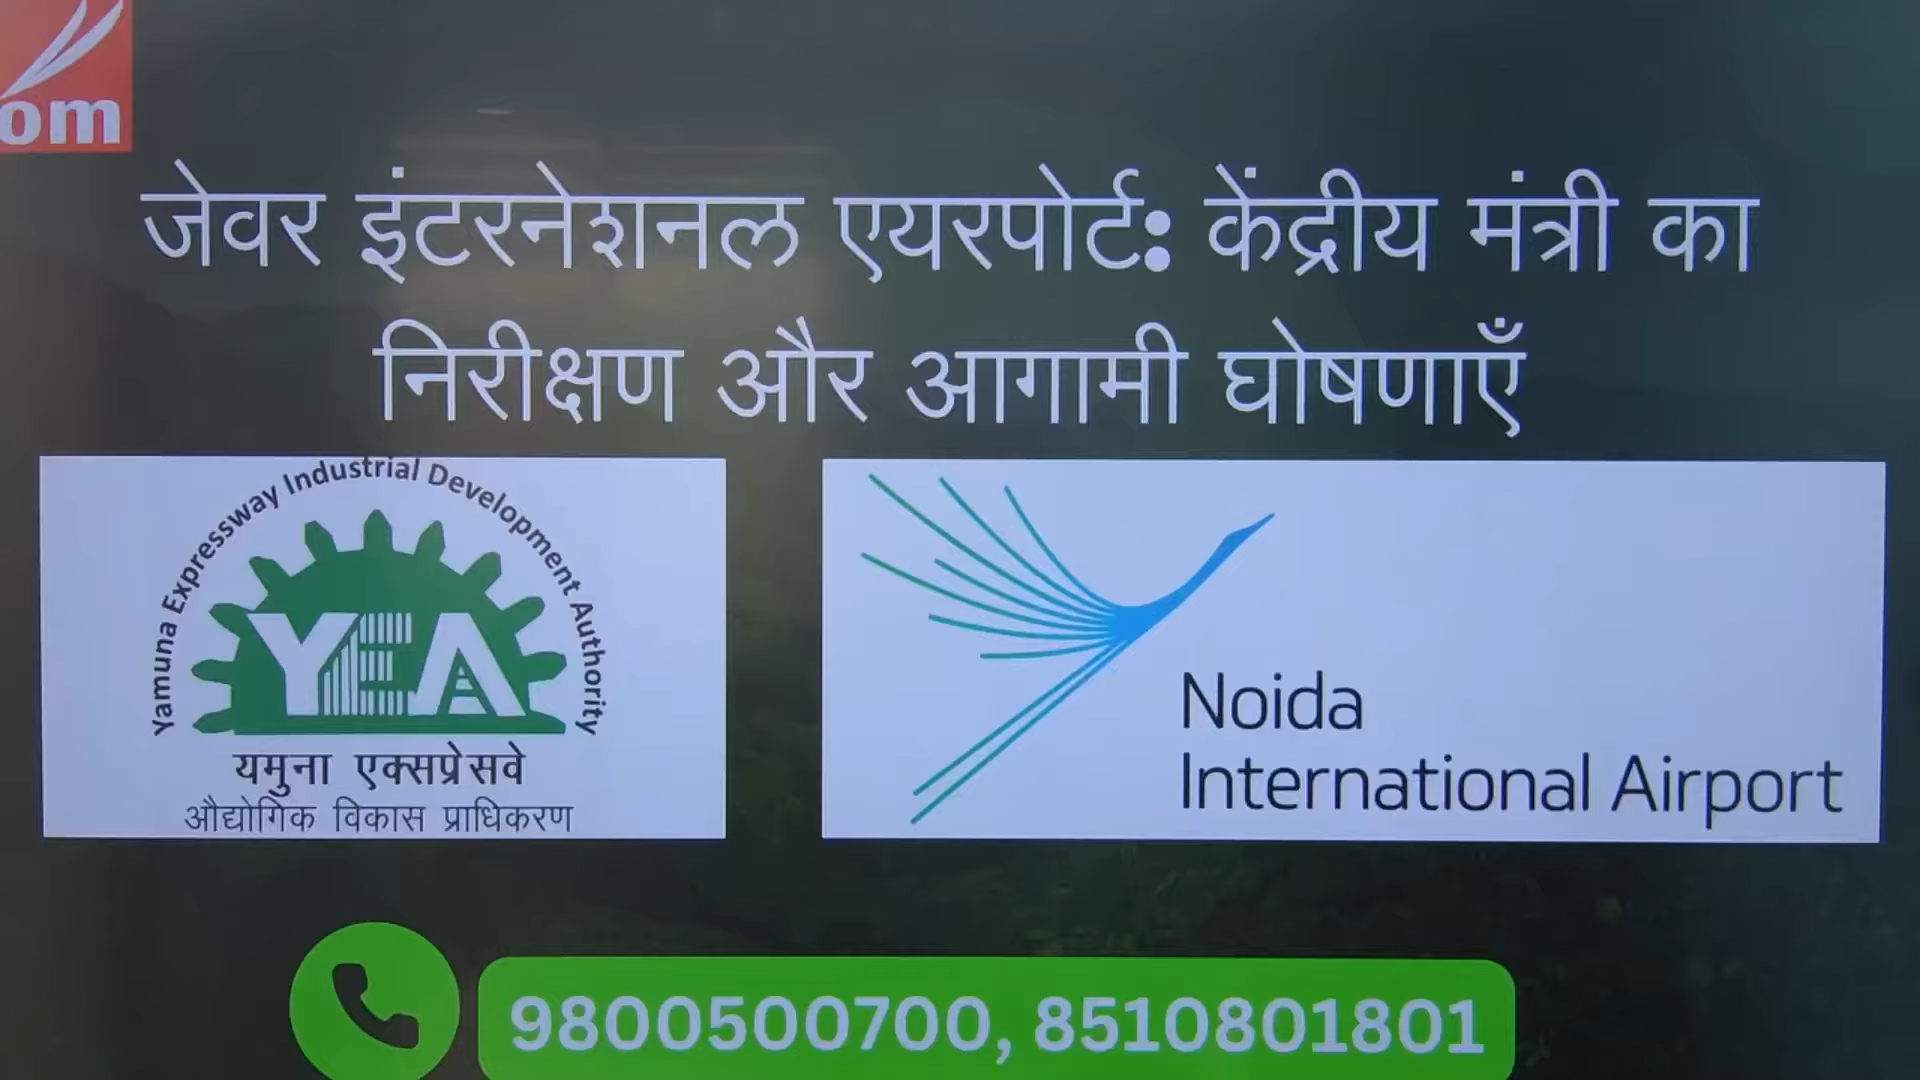 om
जेवर इंटरनेशनल एयरपोर्ट: केंद्रीय मंत्री का
निरीक्षण और आगामी घोषणाएँ
Yamuna Expressway Industrial Development Authority
YEA
यमुना एक्सप्रेसवे
औद्योगिक विकास प्राधिकरण
Noida
International Airport
9800500700, 8510801801